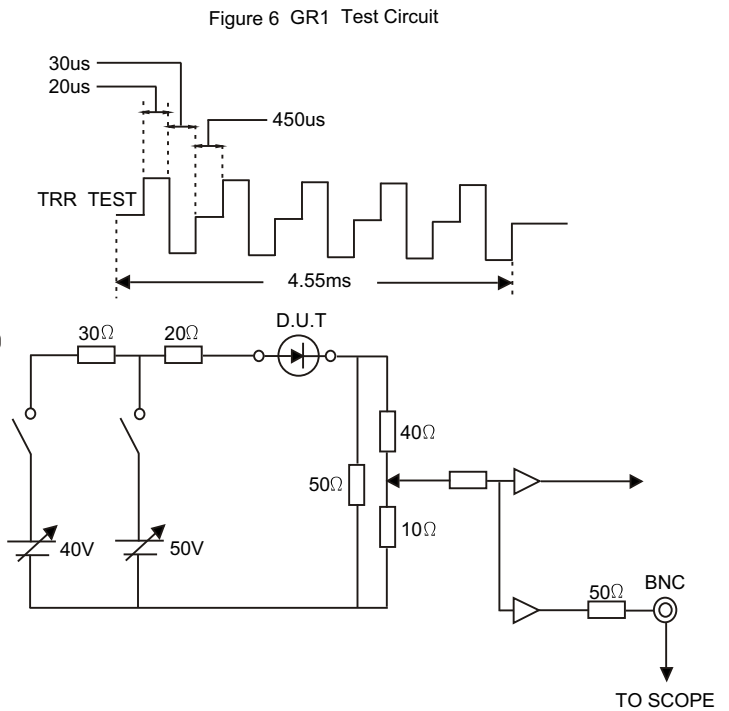 Figure 6 GR1 Test Circuit
30us
20us
450us
TRR TEST
4.55ms
D.U.T
30Ω
20Ω
40Ω
50Ω
10Ω
40V
50V
50Ω
BNC
TO SCOPE